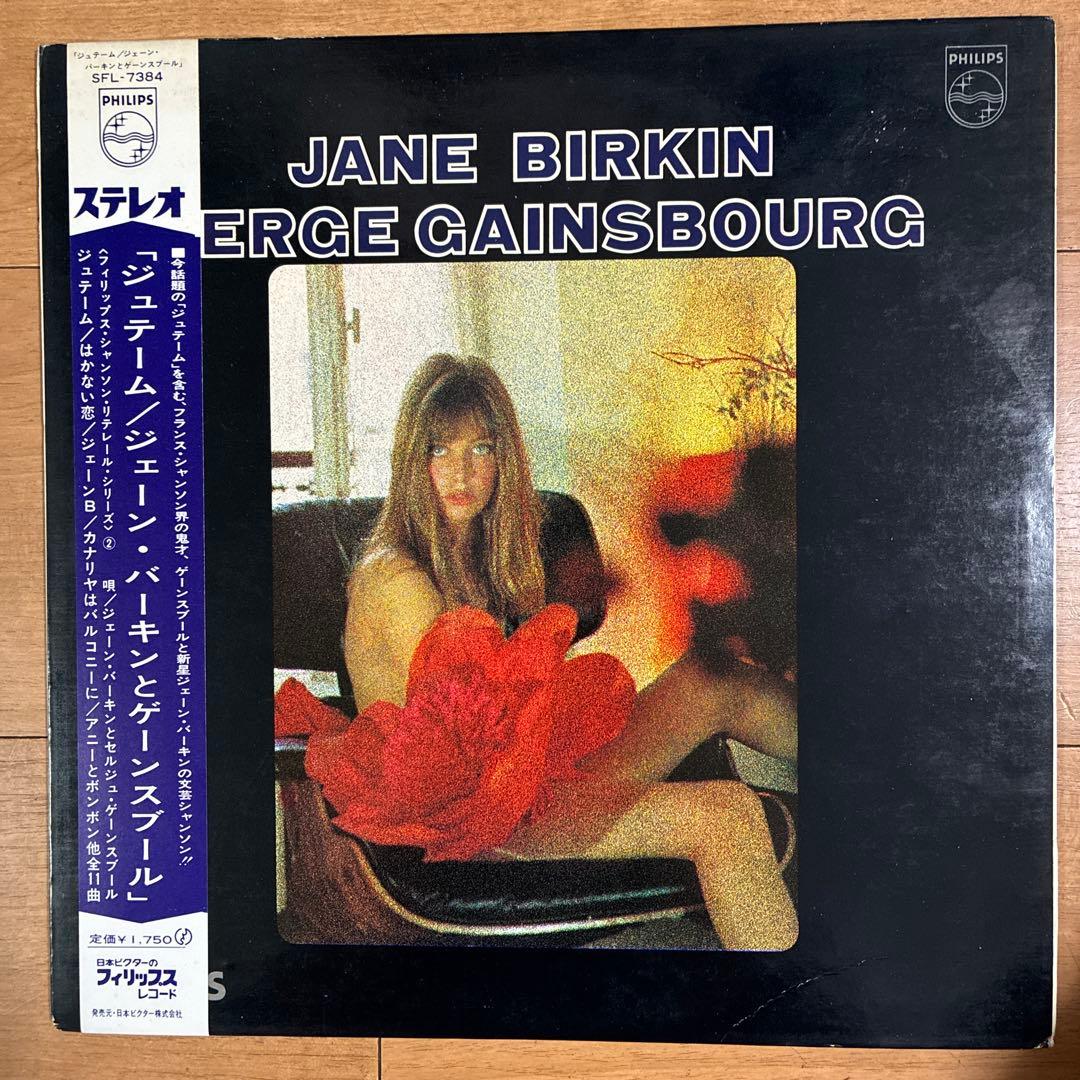 「ジュテーム/ジェーン・
バーキンとゲーンスブール」
SFL-7384
PHILIPS
ステレオ
■今話題の「ジュテーム」を含む、フランス・シャンソン界の鬼才、ゲーンスブールと新星ジェーン・バーキンの文芸シャンソン!!
「ジュテーム/ジェーン・バーキンとゲーンスブール」
〈フィリップス・シャンソン・リテレール・シリーズ〉② 唄/ジェーン・バーキンとセルジュ・ゲーンスブール
ジュテーム/はかない恋/ジェーンB/カナリヤはバルコニーに/アニーとボンボン他全11曲
定価¥1,750
日本ビクターの
フィリップス
レコード
発売元・日本ビクター株式会社
PHILIPS
JANE BIRKIN
ERGE GAINSBOURG
S